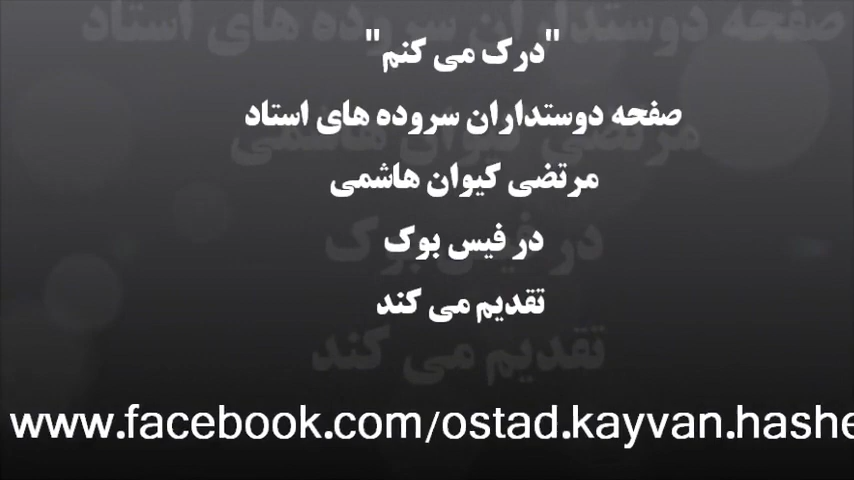 "درک می کنم"
صفحه دوستداران سروده های استاد
مرتضی کیوان هاشمی
در فیس بوک
تقدیم می کند
www.facebook.com/ostad.kayvan.hashe